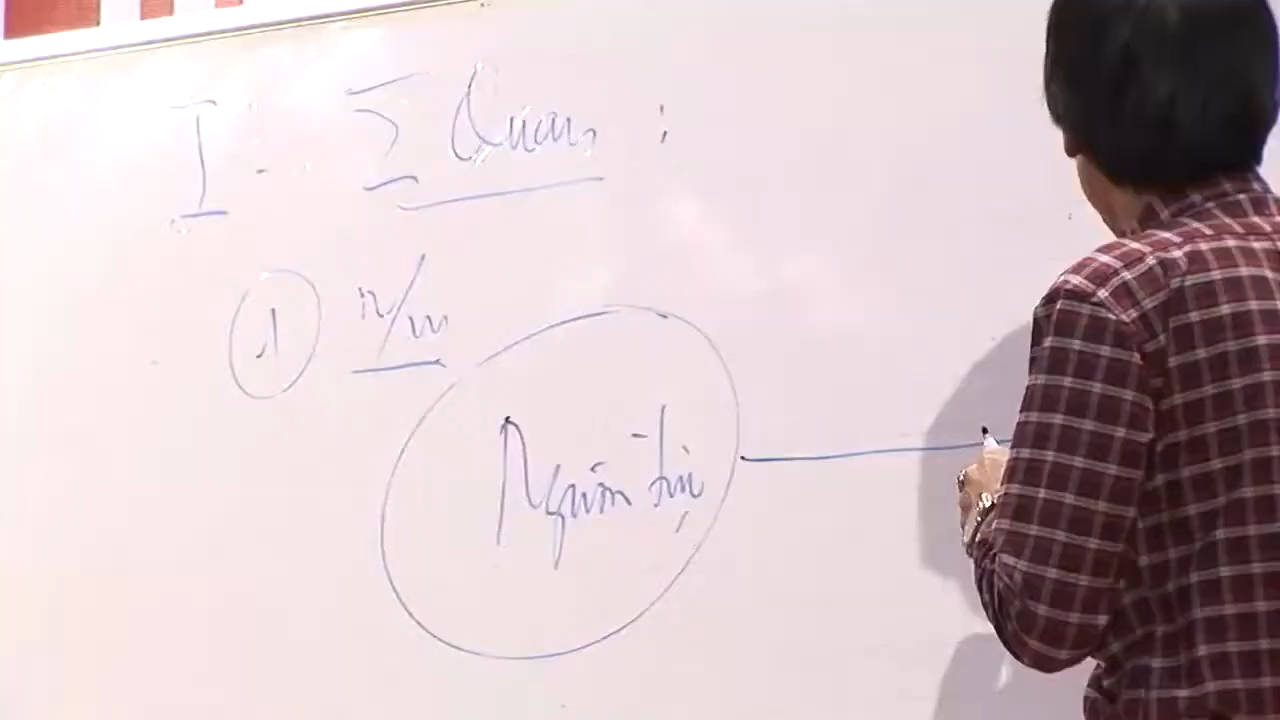 I. Σ Quan:
① n/m
Nguồn tin